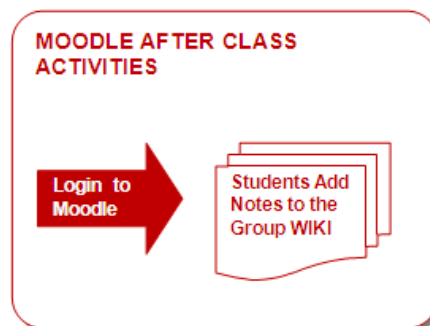 MOODLE AFTER CLASS
ACTIVITIES
Login to
Moodle
Students Add
Notes to the
Group WIKI